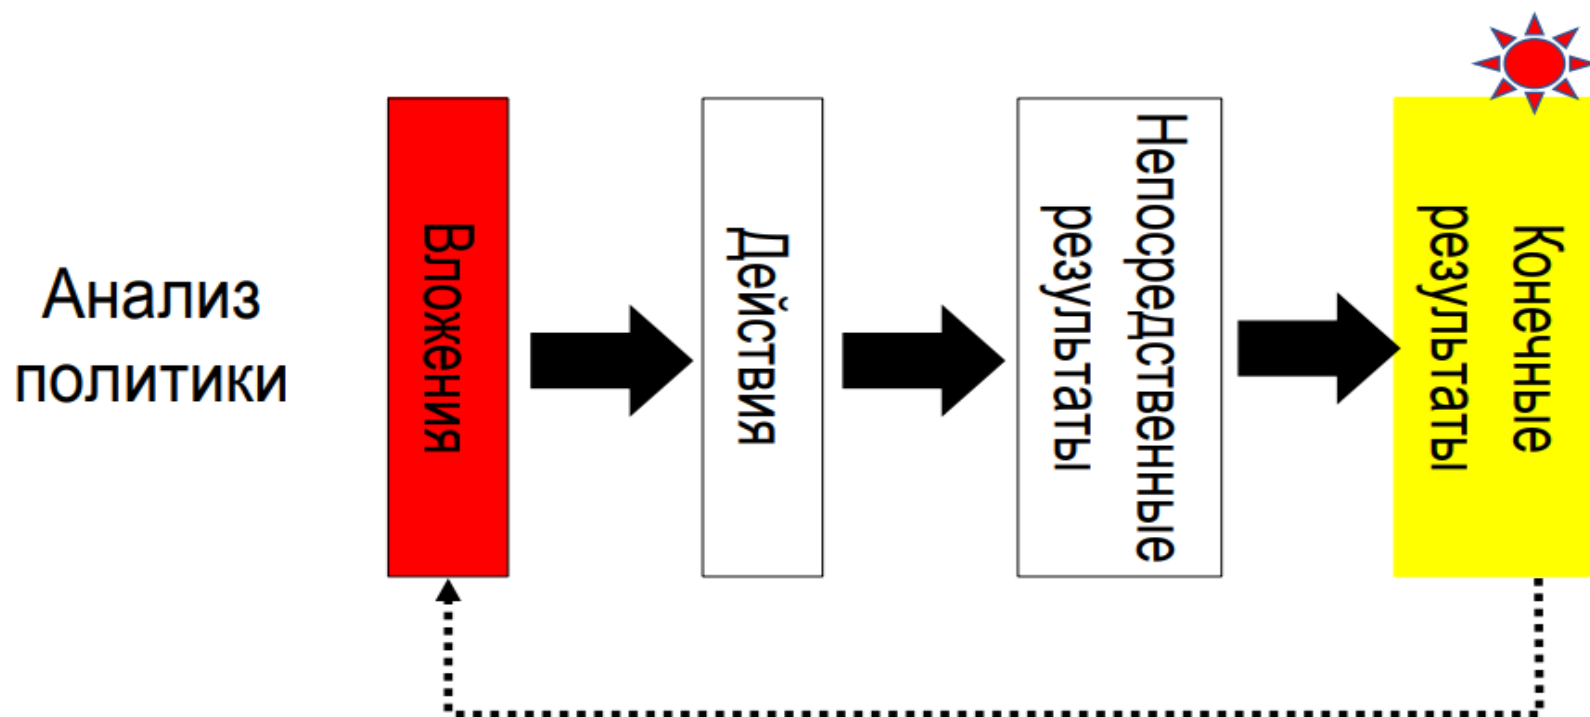 Анализ
политики
Вложения
Действия
Непосредственные
результаты
Конечные
результаты